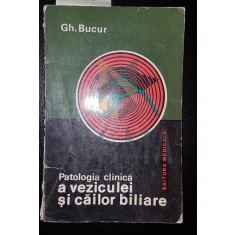 Gh. Bucur
Patologia clinică
a veziculei
și căilor biliare
EDITURA MEDICALĂ